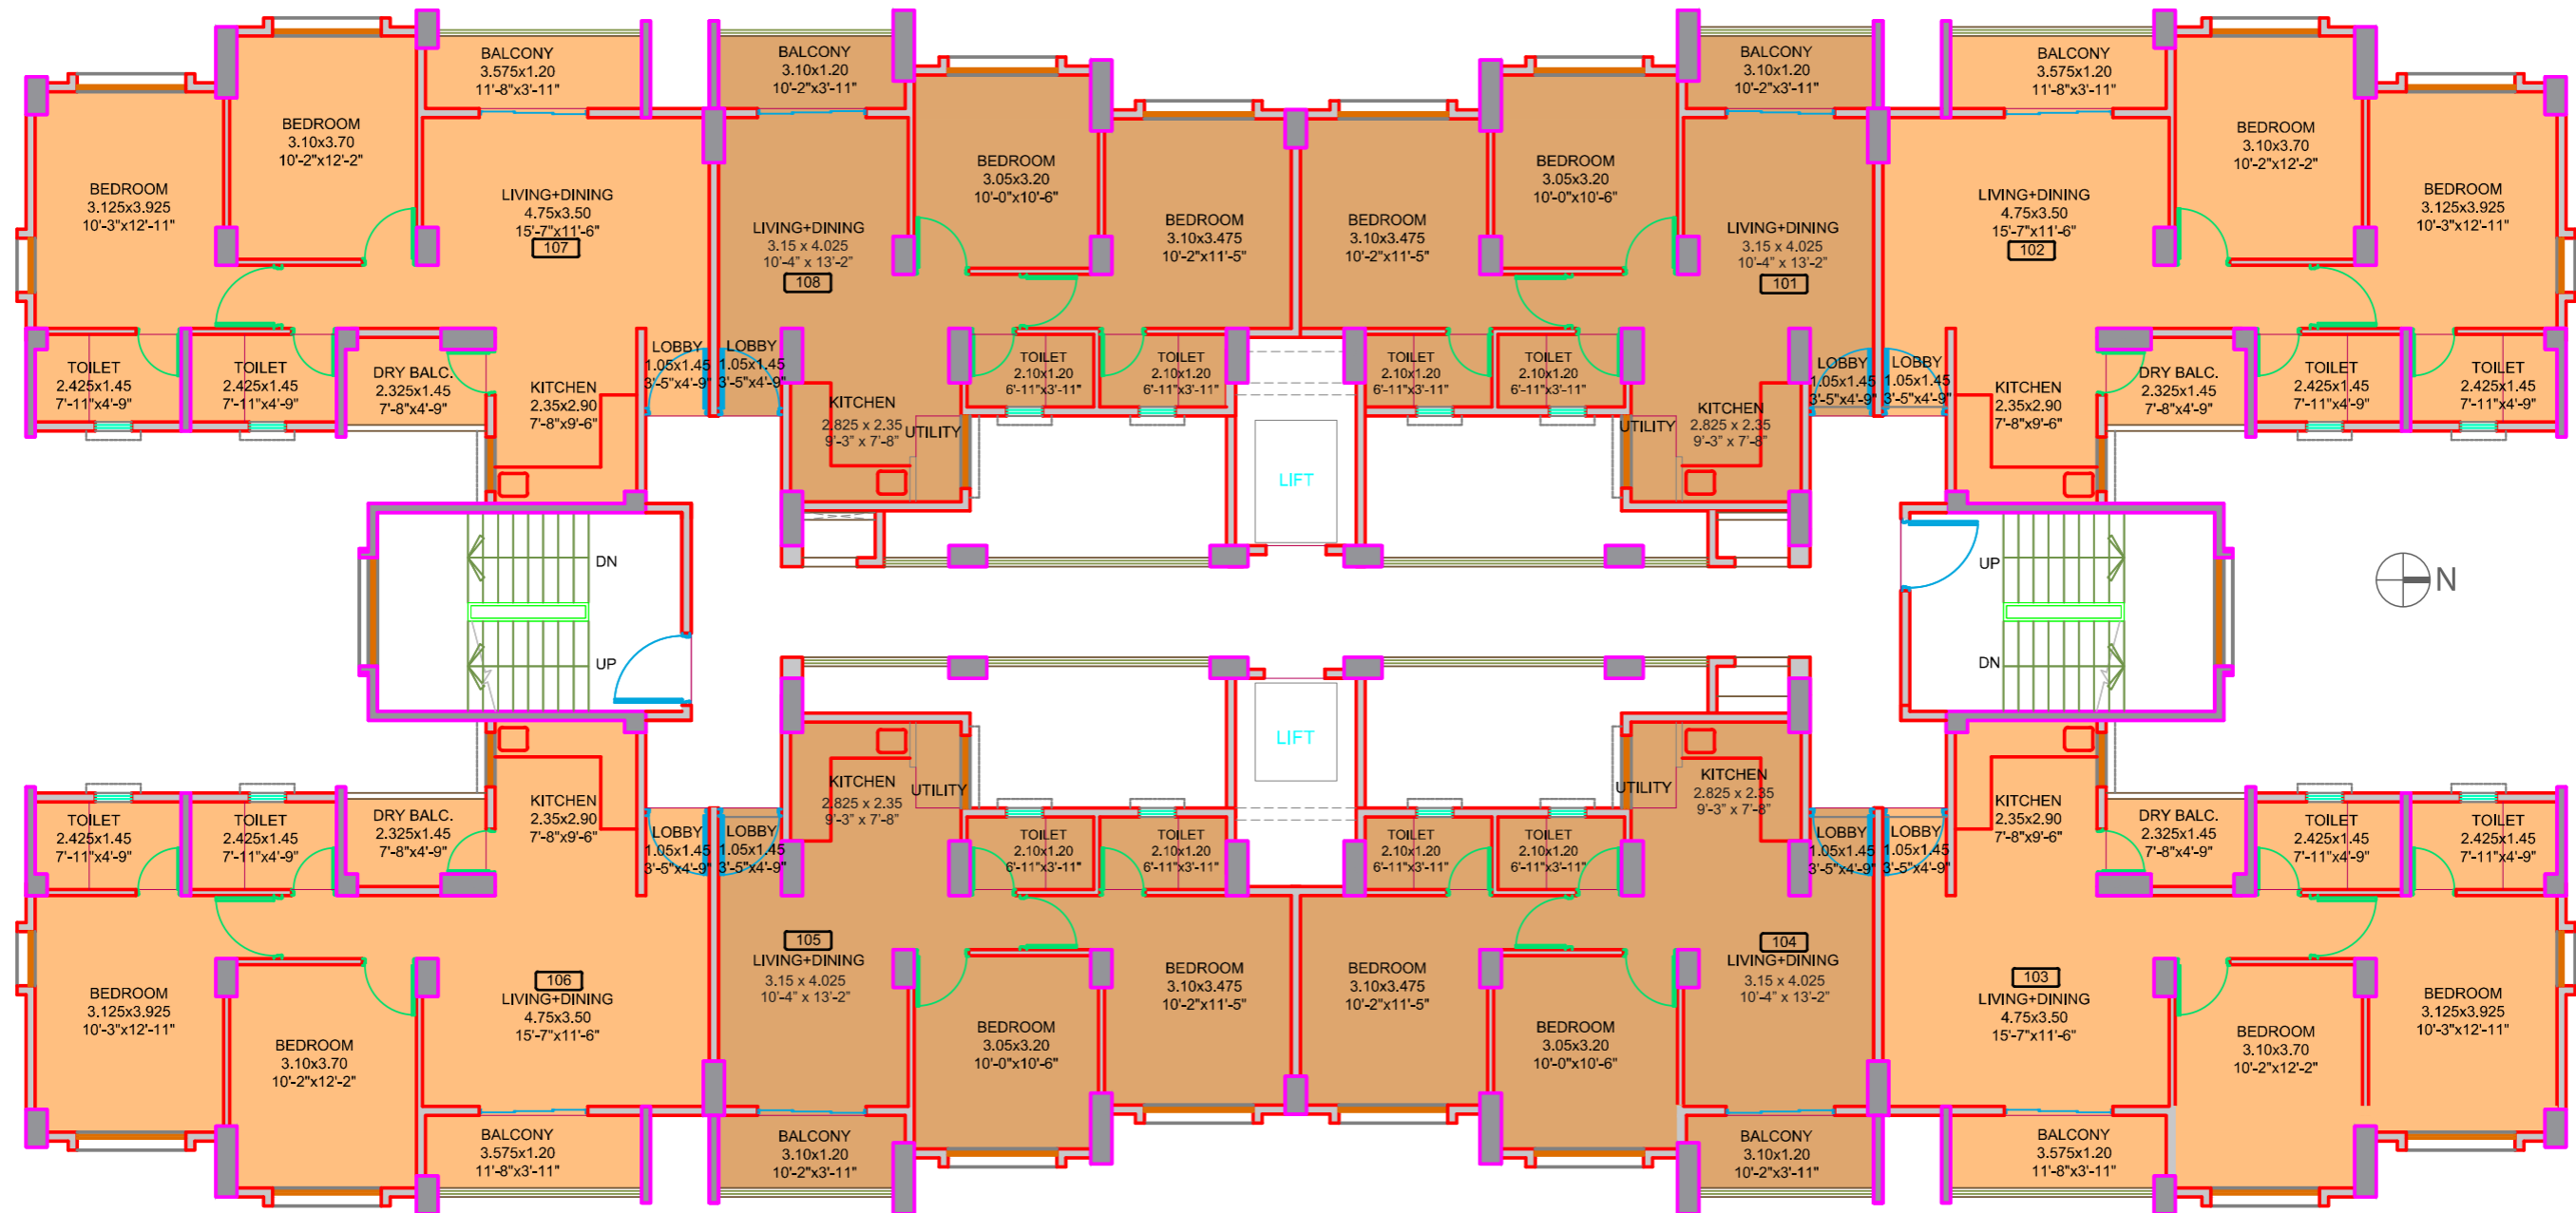 BALCONY
3.575x1.20
11'-8"x3'-11"
BALCONY
3.10x1.20
10'-2"x3'-11"
BALCONY
3.10x1.20
10'-2"x3'-11"
BALCONY
3.575x1.20
11'-8"x3'-11"
BEDROOM
3.125x3.925
10'-3"x12'-11"
BEDROOM
3.10x3.70
10'-2"x12'-2"
LIVING+DINING
4.75x3.50
15'-7"x11'-6"
107
LIVING+DINING
3.15 x 4.025
10'-4" x 13'-2"
108
BEDROOM
3.05x3.20
10'-0"x10'-6"
BEDROOM
3.10x3.475
10'-2"x11'-5"
BEDROOM
3.10x3.475
10'-2"x11'-5"
BEDROOM
3.05x3.20
10'-0"x10'-6"
LIVING+DINING
3.15 x 4.025
10'-4" x 13'-2"
101
LIVING+DINING
4.75x3.50
15'-7"x11'-6"
102
BEDROOM
3.10x3.70
10'-2"x12'-2"
BEDROOM
3.125x3.925
10'-3"x12'-11"
TOILET
2.425x1.45
7'-11"x4'-9"
TOILET
2.425x1.45
7'-11"x4'-9"
DRY BALC.
2.325x1.45
7'-8"x4'-9"
KITCHEN
2.35x2.90
7'-8"x9'-6"
LOBBY
1.05x1.45
3'-5"x4'-9"
LOBBY
1.05x1.45
3'-5"x4'-9"
KITCHEN
2.825 x 2.35
9'-3" x 7'-8"
UTILITY
TOILET
2.10x1.20
6'-11"x3'-11"
TOILET
2.10x1.20
6'-11"x3'-11"
LIFT
TOILET
2.10x1.20
6'-11"x3'-11"
TOILET
2.10x1.20
6'-11"x3'-11"
UTILITY
KITCHEN
2.825 x 2.35
9'-3" x 7'-8"
LOBBY
1.05x1.45
3'-5"x4'-9"
LOBBY
1.05x1.45
3'-5"x4'-9"
KITCHEN
2.35x2.90
7'-8"x9'-6"
DRY BALC.
2.325x1.45
7'-8"x4'-9"
TOILET
2.425x1.45
7'-11"x4'-9"
TOILET
2.425x1.45
7'-11"x4'-9"
DN
UP
UP
DN
N
TOILET
2.425x1.45
7'-11"x4'-9"
TOILET
2.425x1.45
7'-11"x4'-9"
DRY BALC.
2.325x1.45
7'-8"x4'-9"
KITCHEN
2.35x2.90
7'-8"x9'-6"
LOBBY
1.05x1.45
3'-5"x4'-9"
LOBBY
1.05x1.45
3'-5"x4'-9"
KITCHEN
2.825 x 2.35
9'-3" x 7'-8"
UTILITY
TOILET
2.10x1.20
6'-11"x3'-11"
TOILET
2.10x1.20
6'-11"x3'-11"
LIFT
TOILET
2.10x1.20
6'-11"x3'-11"
TOILET
2.10x1.20
6'-11"x3'-11"
UTILITY
KITCHEN
2.825 x 2.35
9'-3" x 7'-8"
LOBBY
1.05x1.45
3'-5"x4'-9"
LOBBY
1.05x1.45
3'-5"x4'-9"
KITCHEN
2.35x2.90
7'-8"x9'-6"
DRY BALC.
2.325x1.45
7'-8"x4'-9"
TOILET
2.425x1.45
7'-11"x4'-9"
TOILET
2.425x1.45
7'-11"x4'-9"
BEDROOM
3.125x3.925
10'-3"x12'-11"
BEDROOM
3.10x3.70
10'-2"x12'-2"
106
LIVING+DINING
4.75x3.50
15'-7"x11'-6"
105
LIVING+DINING
3.15 x 4.025
10'-4" x 13'-2"
BEDROOM
3.05x3.20
10'-0"x10'-6"
BEDROOM
3.10x3.475
10'-2"x11'-5"
BEDROOM
3.10x3.475
10'-2"x11'-5"
BEDROOM
3.05x3.20
10'-0"x10'-6"
104
LIVING+DINING
3.15 x 4.025
10'-4" x 13'-2"
103
LIVING+DINING
4.75x3.50
15'-7"x11'-6"
BEDROOM
3.10x3.70
10'-2"x12'-2"
BEDROOM
3.125x3.925
10'-3"x12'-11"
BALCONY
3.575x1.20
11'-8"x3'-11"
BALCONY
3.10x1.20
10'-2"x3'-11"
BALCONY
3.10x1.20
10'-2"x3'-11"
BALCONY
3.575x1.20
11'-8"x3'-11"